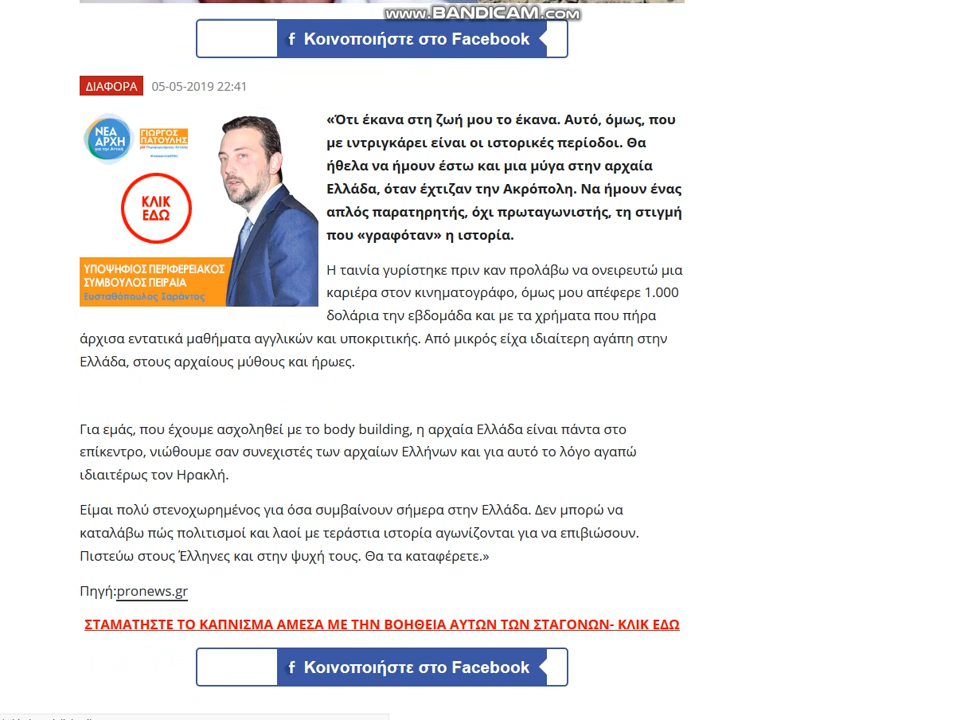 www.BANDICAM.com
f Κοινοποιήστε στο Facebook
ΔΙΑΦΟΡΑ 05-05-2019 22:41
ΝΕΑ
ΑΡΧΗ
για την Αττική
ΓΙΩΡΓΟΣ
ΠΑΤΟΥΛΗΣ
ΚΛΙΚ
ΕΔΩ
ΥΠΟΨΗΦΙΟΣ ΠΕΡΙΦΕΡΕΙΑΚΟΣ
ΣΥΜΒΟΥΛΟΣ ΠΕΙΡΑΙΑ
Ευσταθόπουλος Σαράντος
«Ότι έκανα στη ζωή μου το έκανα. Αυτό, όμως, που
με ιντριγκάρει είναι οι ιστορικές περίοδοι. Θα
ήθελα να ήμουν έστω και μια μύγα στην αρχαία
Ελλάδα, όταν έχτιζαν την Ακρόπολη. Να ήμουν ένας
απλός παρατηρητής, όχι πρωταγωνιστής, τη στιγμή
που «γραφόταν» η ιστορία.
Η ταινία γυρίστηκε πριν καν προλάβω να ονειρευτώ μια
καριέρα στον κινηματογράφο, όμως μου απέφερε 1.000
δολάρια την εβδομάδα και με τα χρήματα που πήρα
άρχισα εντατικά μαθήματα αγγλικών και υποκριτικής. Από μικρός είχα ιδιαίτερη αγάπη στην
Ελλάδα, στους αρχαίους μύθους και ήρωες.
Για εμάς, που έχουμε ασχοληθεί με το body building, η αρχαία Ελλάδα είναι πάντα στο
επίκεντρο, νιώθουμε σαν συνεχιστές των αρχαίων Ελλήνων και για αυτό το λόγο αγαπώ
ιδιαιτέρως τον Ηρακλή.
Είμαι πολύ στενοχωρημένος για όσα συμβαίνουν σήμερα στην Ελλάδα. Δεν μπορώ να
καταλάβω πώς πολιτισμοί και λαοί με τεράστια ιστορία αγωνίζονται για να επιβιώσουν.
Πιστεύω στους Έλληνες και στην ψυχή τους. Θα τα καταφέρετε.»
Πηγή:pronews.gr
ΣΤΑΜΑΤΗΣΤΕ ΤΟ ΚΑΠΝΙΣΜΑ ΑΜΕΣΑ ΜΕ ΤΗΝ ΒΟΗΘΕΙΑ ΑΥΤΩΝ ΤΩΝ ΣΤΑΓΟΝΩΝ- ΚΛΙΚ ΕΔΩ
f Κοινοποιήστε στο Facebook